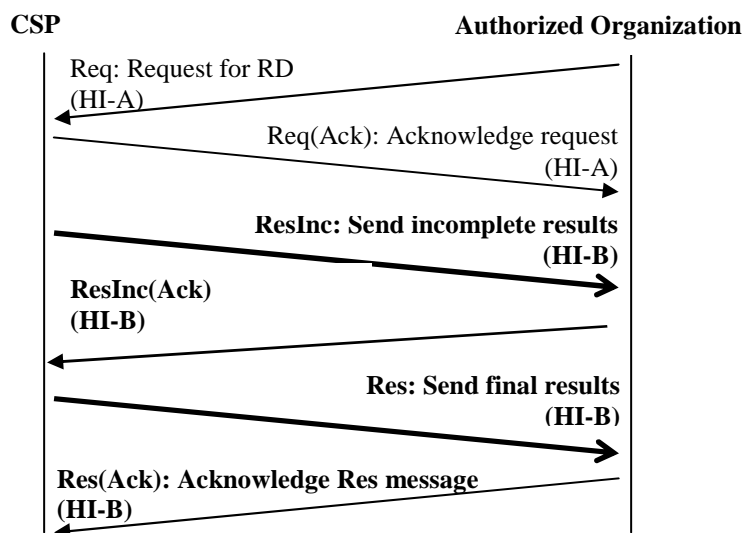 CSP
Authorized Organization
Req: Request for RD
(HI-A)
Req(Ack): Acknowledge request
(HI-A)
ResInc: Send incomplete results
(HI-B)
ResInc(Ack)
(HI-B)
Res: Send final results
(HI-B)
Res(Ack): Acknowledge Res message
(HI-B)